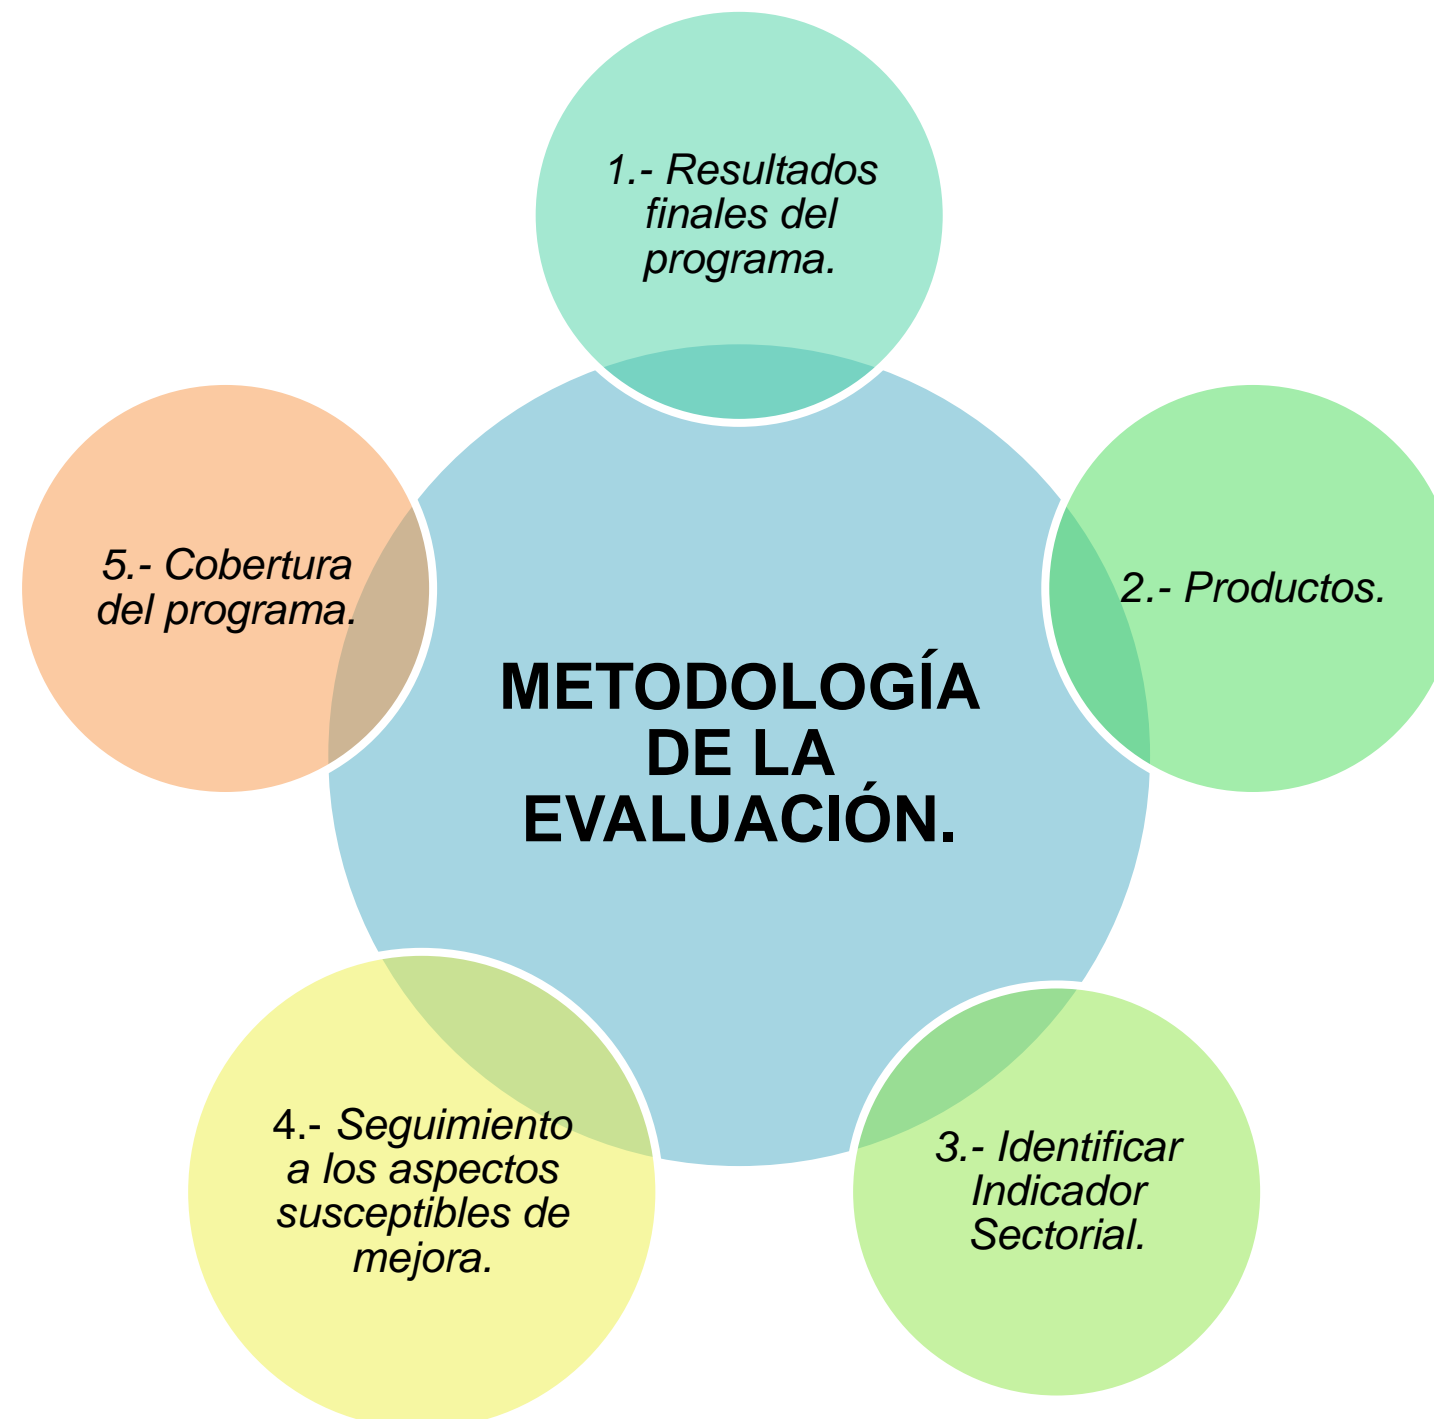 1.- Resultados
finales del
programa.
2.- Productos.
3.- Identificar
Indicador
Sectorial.
4.- Seguimiento
a los aspectos
susceptibles de
mejora.
5.- Cobertura
del programa.
METODOLOGÍA
DE LA
EVALUACIÓN.